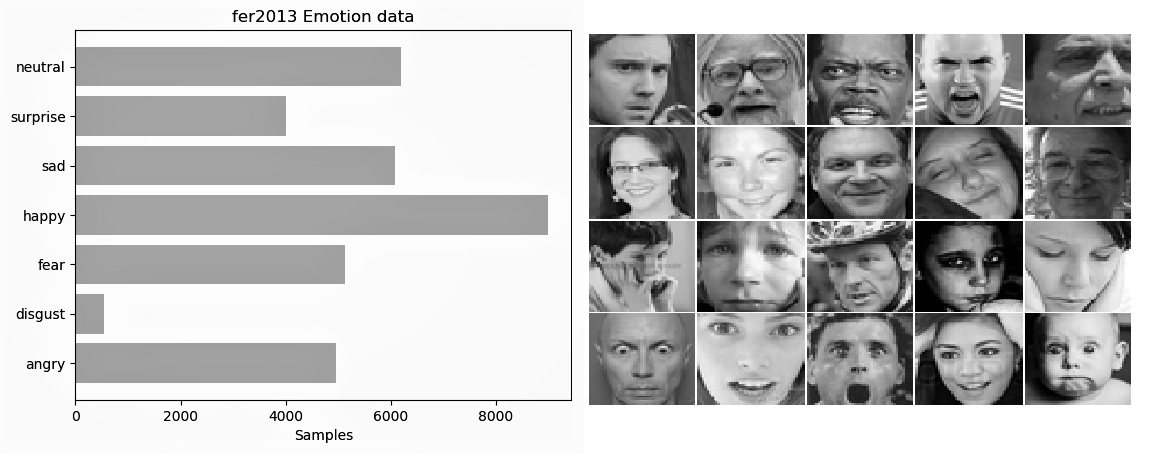 fer2013 Emotion data
neutral
surprise
sad
happy
fear
disgust
angry
0 2000 4000 6000 8000
Samples